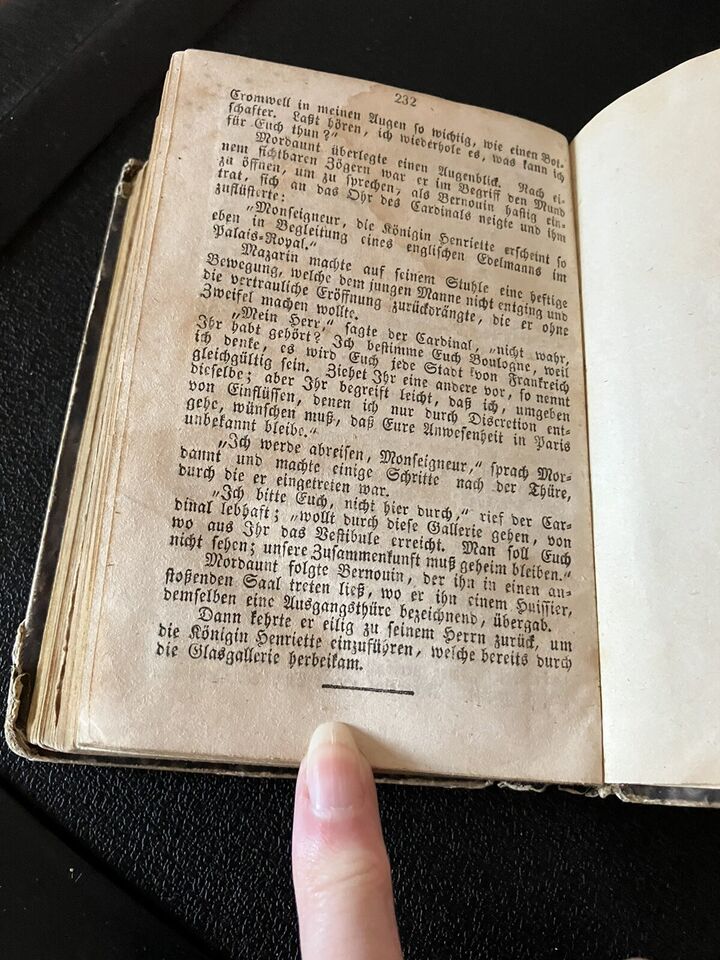 232
Cromwell in meinen Augen so wichtig, wie einen Bot-
schafter. Laßt hören, ich wiederhole es, was kann ich
für Euch thun?"
Mordaunt überlegte einen Augenblick. Nach ei-
nem sichtbaren Zögern war er im Begriff den Mund
zu öffnen, um zu sprechen, als Bernouin hastig ein-
trat, sich an das Ohr des Cardinals neigte und ihm
zuflüsterte:
„Monseigneur, die Königin Henriette erscheint so
eben in Begleitung eines englischen Edelmanns im
Palais-Royal."
Mazarin machte auf seinem Stuhle eine heftige
Bewegung, welche dem jungen Manne nicht entging und
die vertrauliche Eröffnung zurückdrängte, die er ohne
Zweifel machen wollte.
„Mein Herr," sagte der Cardinal, „nicht wahr,
Ihr habt gehört? Ich bestimme Euch Boulogne, weil
ich denke, es wird Euch jede Stadt von Frankreich
gleichgültig sein. Ziehet Ihr eine andere vor, so nennt
dieselbe; aber Ihr begreift leicht, daß ich, umgeben
von Einflüssen, denen ich nur durch Discretion ent-
gehe, wünschen muß, daß Eure Anwesenheit in Paris
unbekannt bleibe."
„Ich werde abreisen, Monseigneur," sprach Mor-
daunt und machte einige Schritte nach der Thüre,
durch die er eingetreten war.
„Ich bitte Euch, nicht hier durch," rief der Car-
dinal lebhaft; „wollt durch diese Gallerie gehen, von
wo aus Ihr das Vestibule erreicht. Man soll Euch
nicht sehen; unsere Zusammenkunft muß geheim bleiben."
Mordaunt folgte Bernouin, der ihn in einen an-
stoßenden Saal treten ließ, wo er ihn einem Huissier,
demselben eine Ausgangsthüre bezeichnend, übergab.
Dann kehrte er eilig zu seinem Herrn zurück, um
die Königin Henriette einzuführen, welche bereits durch
die Glasgallerie herbeikam.